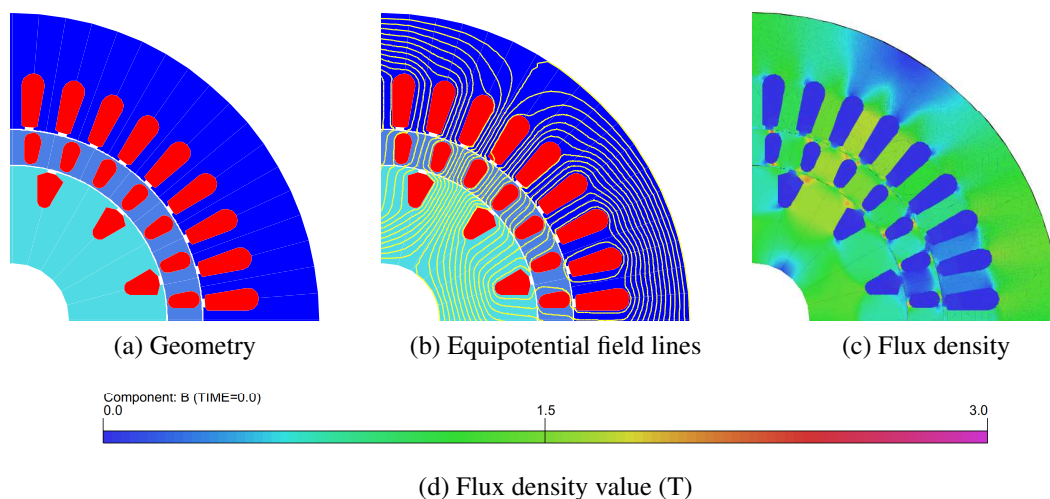 (a) Geometry
(b) Equipotential field lines
(c) Flux density
Component: B (TIME=0.0)
0.0 1.5 3.0
(d) Flux density value (T)